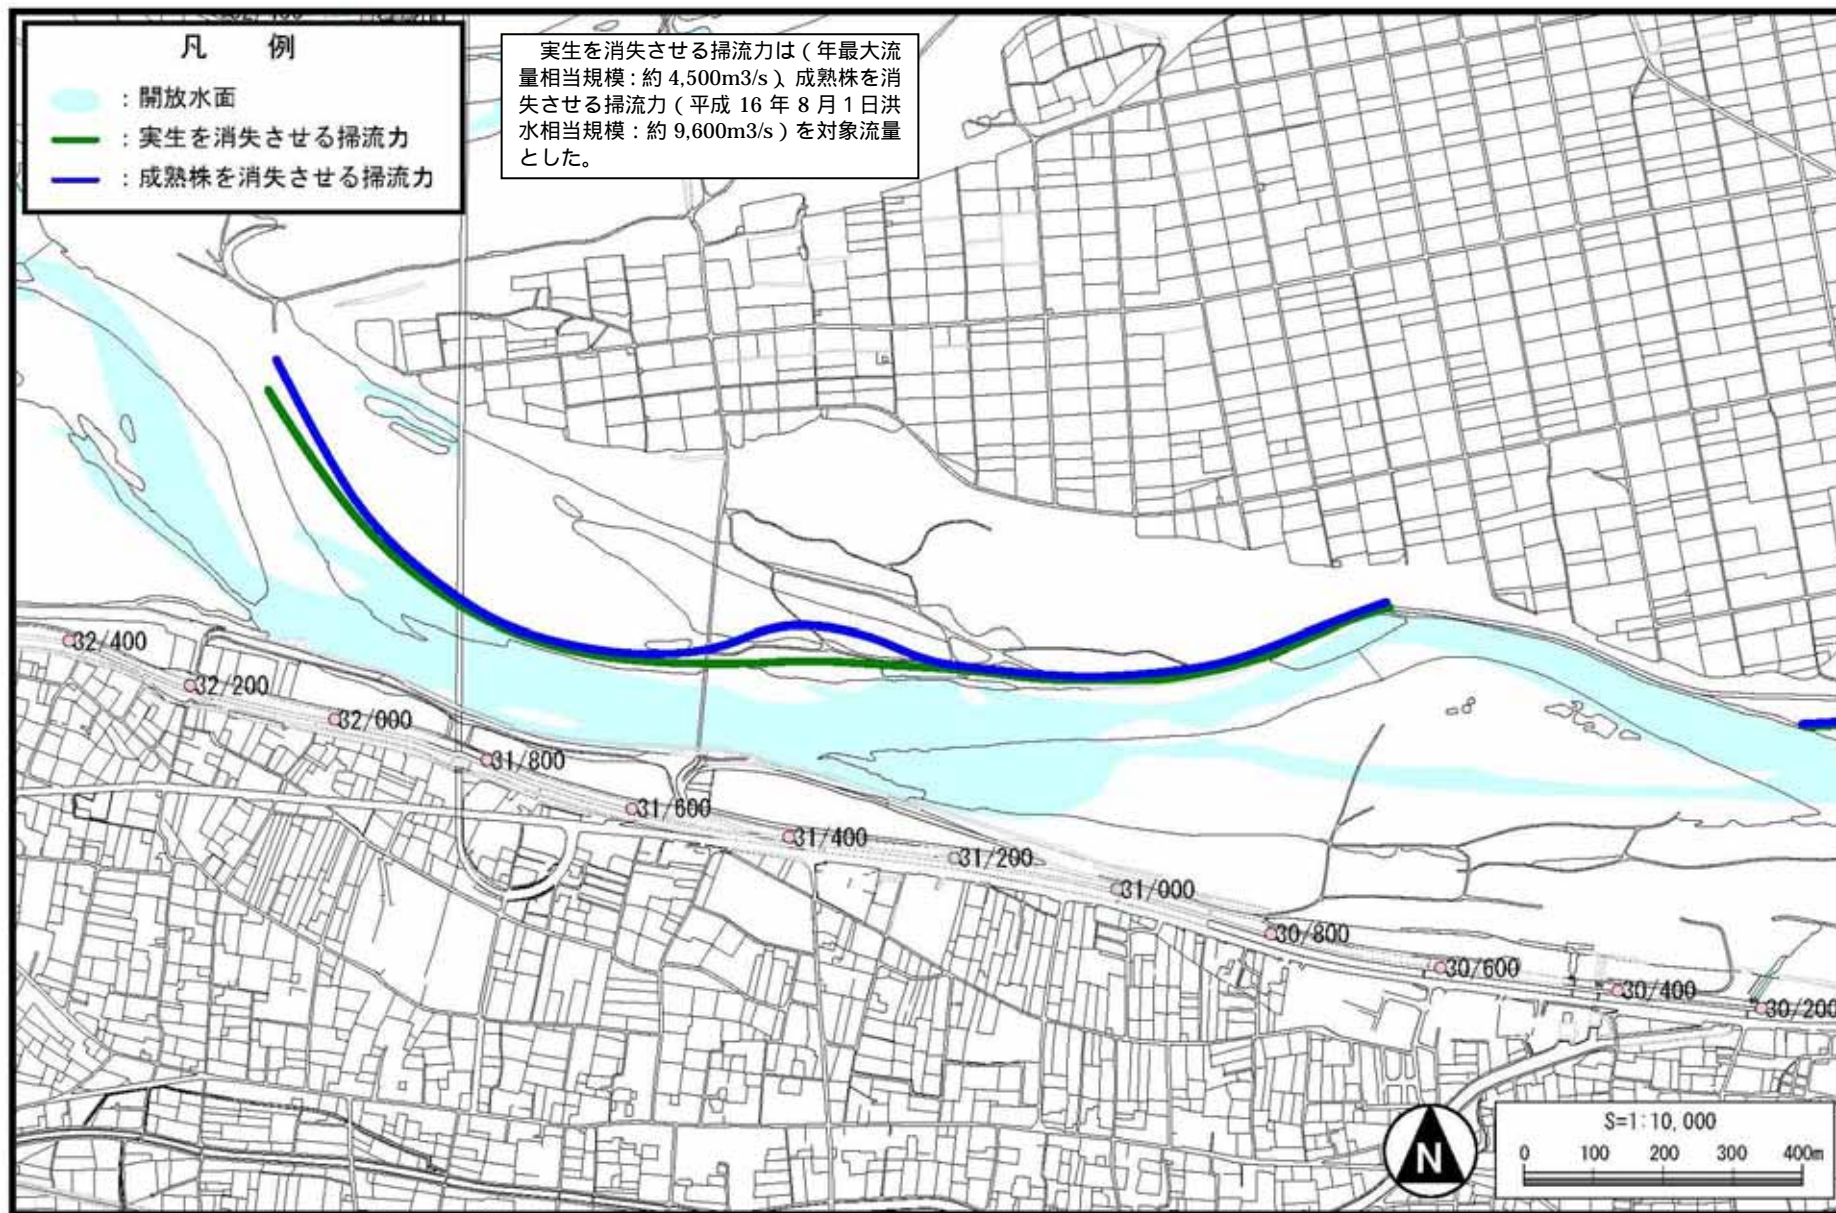 凡 例
：開放水面
：実生を消失させる掃流力
：成熟株を消失させる掃流力
実生を消失させる掃流力は（年最大流
量相当規模：約 4,500m3/s）、成熟株を消
失させる掃流力（平成 16 年 8 月 1 日洪
水相当規模：約 9,600m3/s）を対象流量
とした。
32/400
32/200
32/000
31/800
31/600
31/400
31/200
31/000
30/800
30/600
30/400
30/200
N
S=1:10,000
0 100 200 300 400m